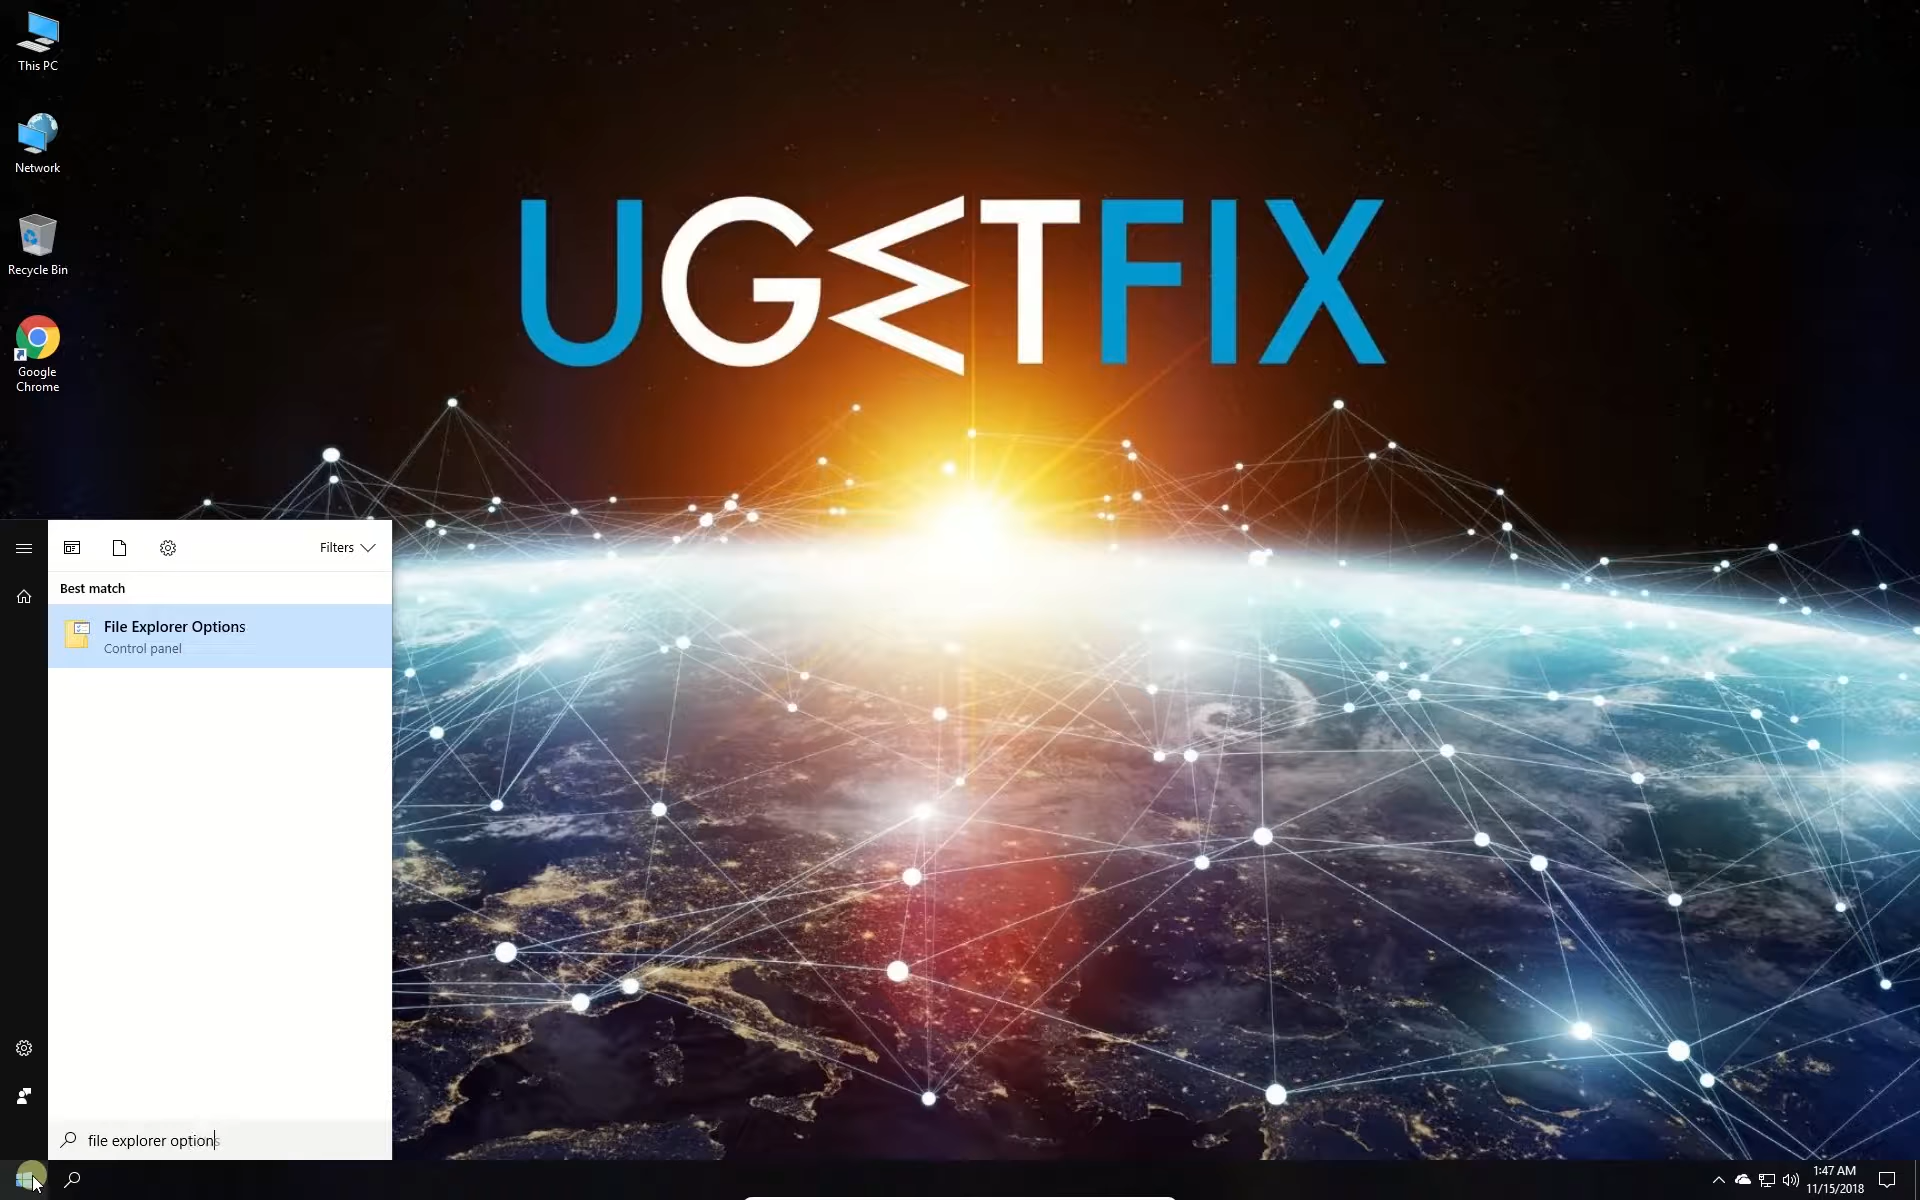 This PC
Network
Recycle Bin
Google
Chrome
UGETFIX
Filters
Best match
File Explorer Options
Control panel
file explorer options
1:47 AM
11/15/2018